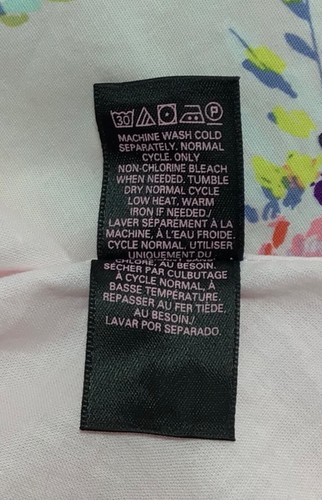 30 P
MACHINE WASH COLD
SEPARATELY. NORMAL
CYCLE. ONLY
NON-CHLORINE BLEACH
WHEN NEEDED. TUMBLE
DRY NORMAL CYCLE
LOW HEAT, WARM
IRON IF NEEDED./
LAVER SÉPAREMENT À LA
MACHINE, À L'EAU FROIDE.
CYCLE NORMAL. UTILISER
UNIQUEMENT DU
CHLORE, AU BESOIN.
SÉCHER PAR CULBUTAGE
À CYCLE NORMAL, À
BASSE TEMPÉRATURE.
REPASSER AU FER TIÈDE,
AU BESOIN./
LAVAR POR SEPARADO.